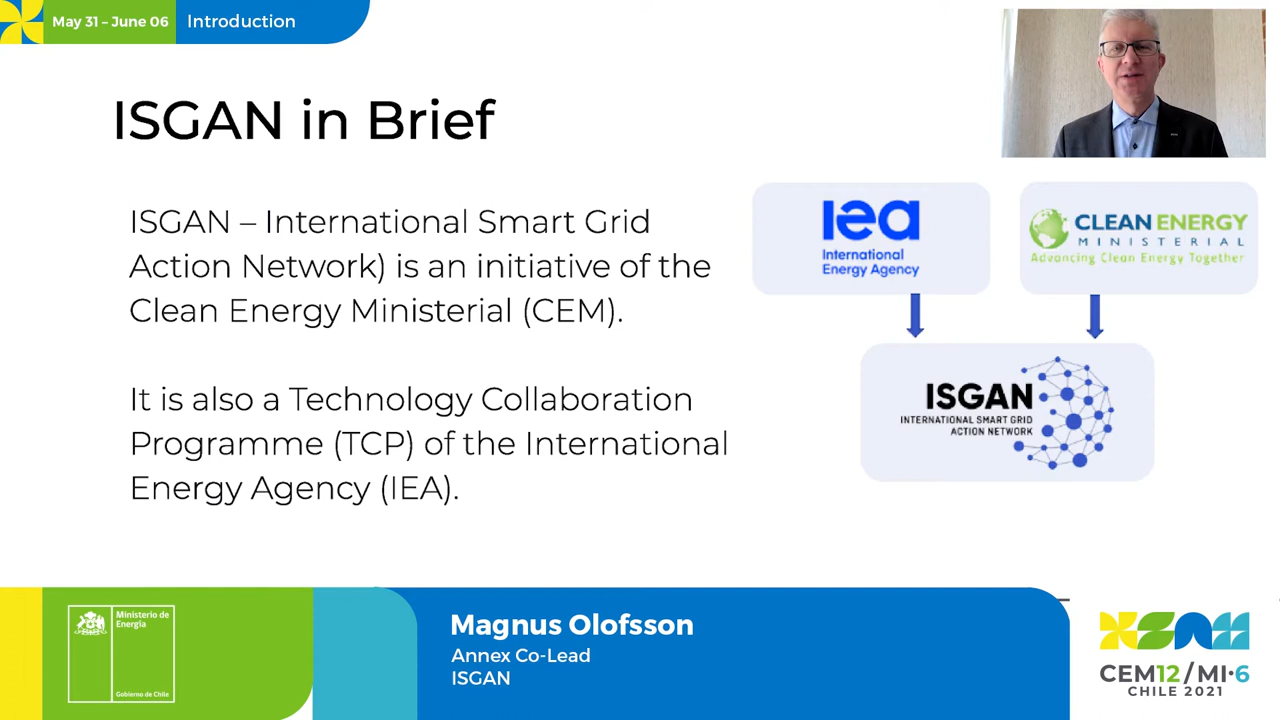 May 31 – June 06
Introduction
ISGAN in Brief
ISGAN – International Smart Grid
Action Network) is an initiative of the
Clean Energy Ministerial (CEM).
It is also a Technology Collaboration
Programme (TCP) of the International
Energy Agency (IEA).
iea
International
Energy Agency
CLEAN ENERGY
MINISTERIAL
Advancing Clean Energy Together
ISGAN
INTERNATIONAL SMART GRID
ACTION NETWORK
Ministerio de
Energía
Gobierno de Chile
Magnus Olofsson
Annex Co-Lead
ISGAN
CEM12/MI·6
CHILE 2021